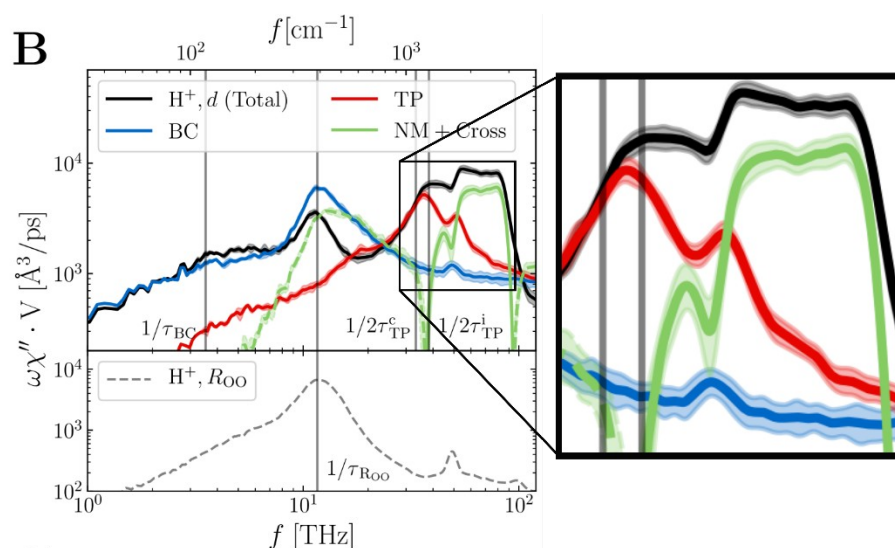 B
f[cm⁻¹]
10² 10³
H⁺, d (Total)
BC
TP
NM + Cross
ωχ″ · V [Å³/ps]
10⁴
10³
1/τ_BC
1/2τ^c_TP
1/2τ^i_TP
H⁺, R_OO
10⁴
10³
10²
1/τ_R_OO
10⁰ 10¹ 10²
f [THz]